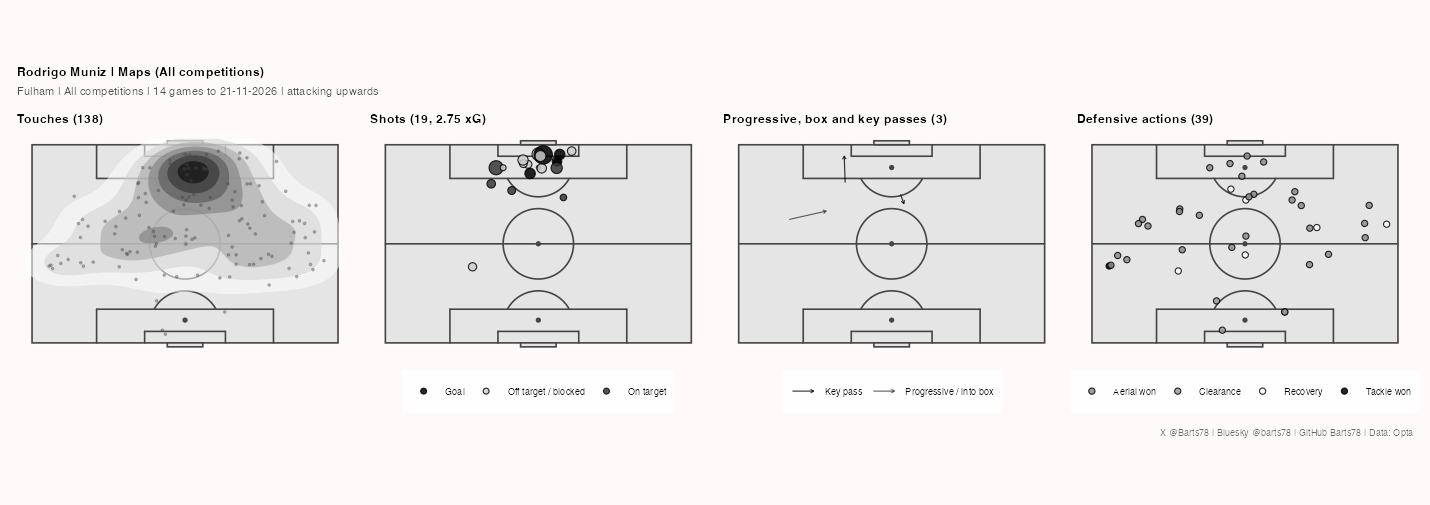 Rodrigo Muniz | Maps (All competitions)
Fulham | All competitions | 14 games to 21-11-2026 | attacking upwards
Touches (138)
Shots (19, 2.75 xG)
Progressive, box and key passes (3)
Defensive actions (39)
Goal
Off target / blocked
On target
Key pass
Progressive / into box
Aerial won
Clearance
Recovery
Tackle won
X @Barts78 | Bluesky @barts78 | GitHub Barts78 | Data: Opta